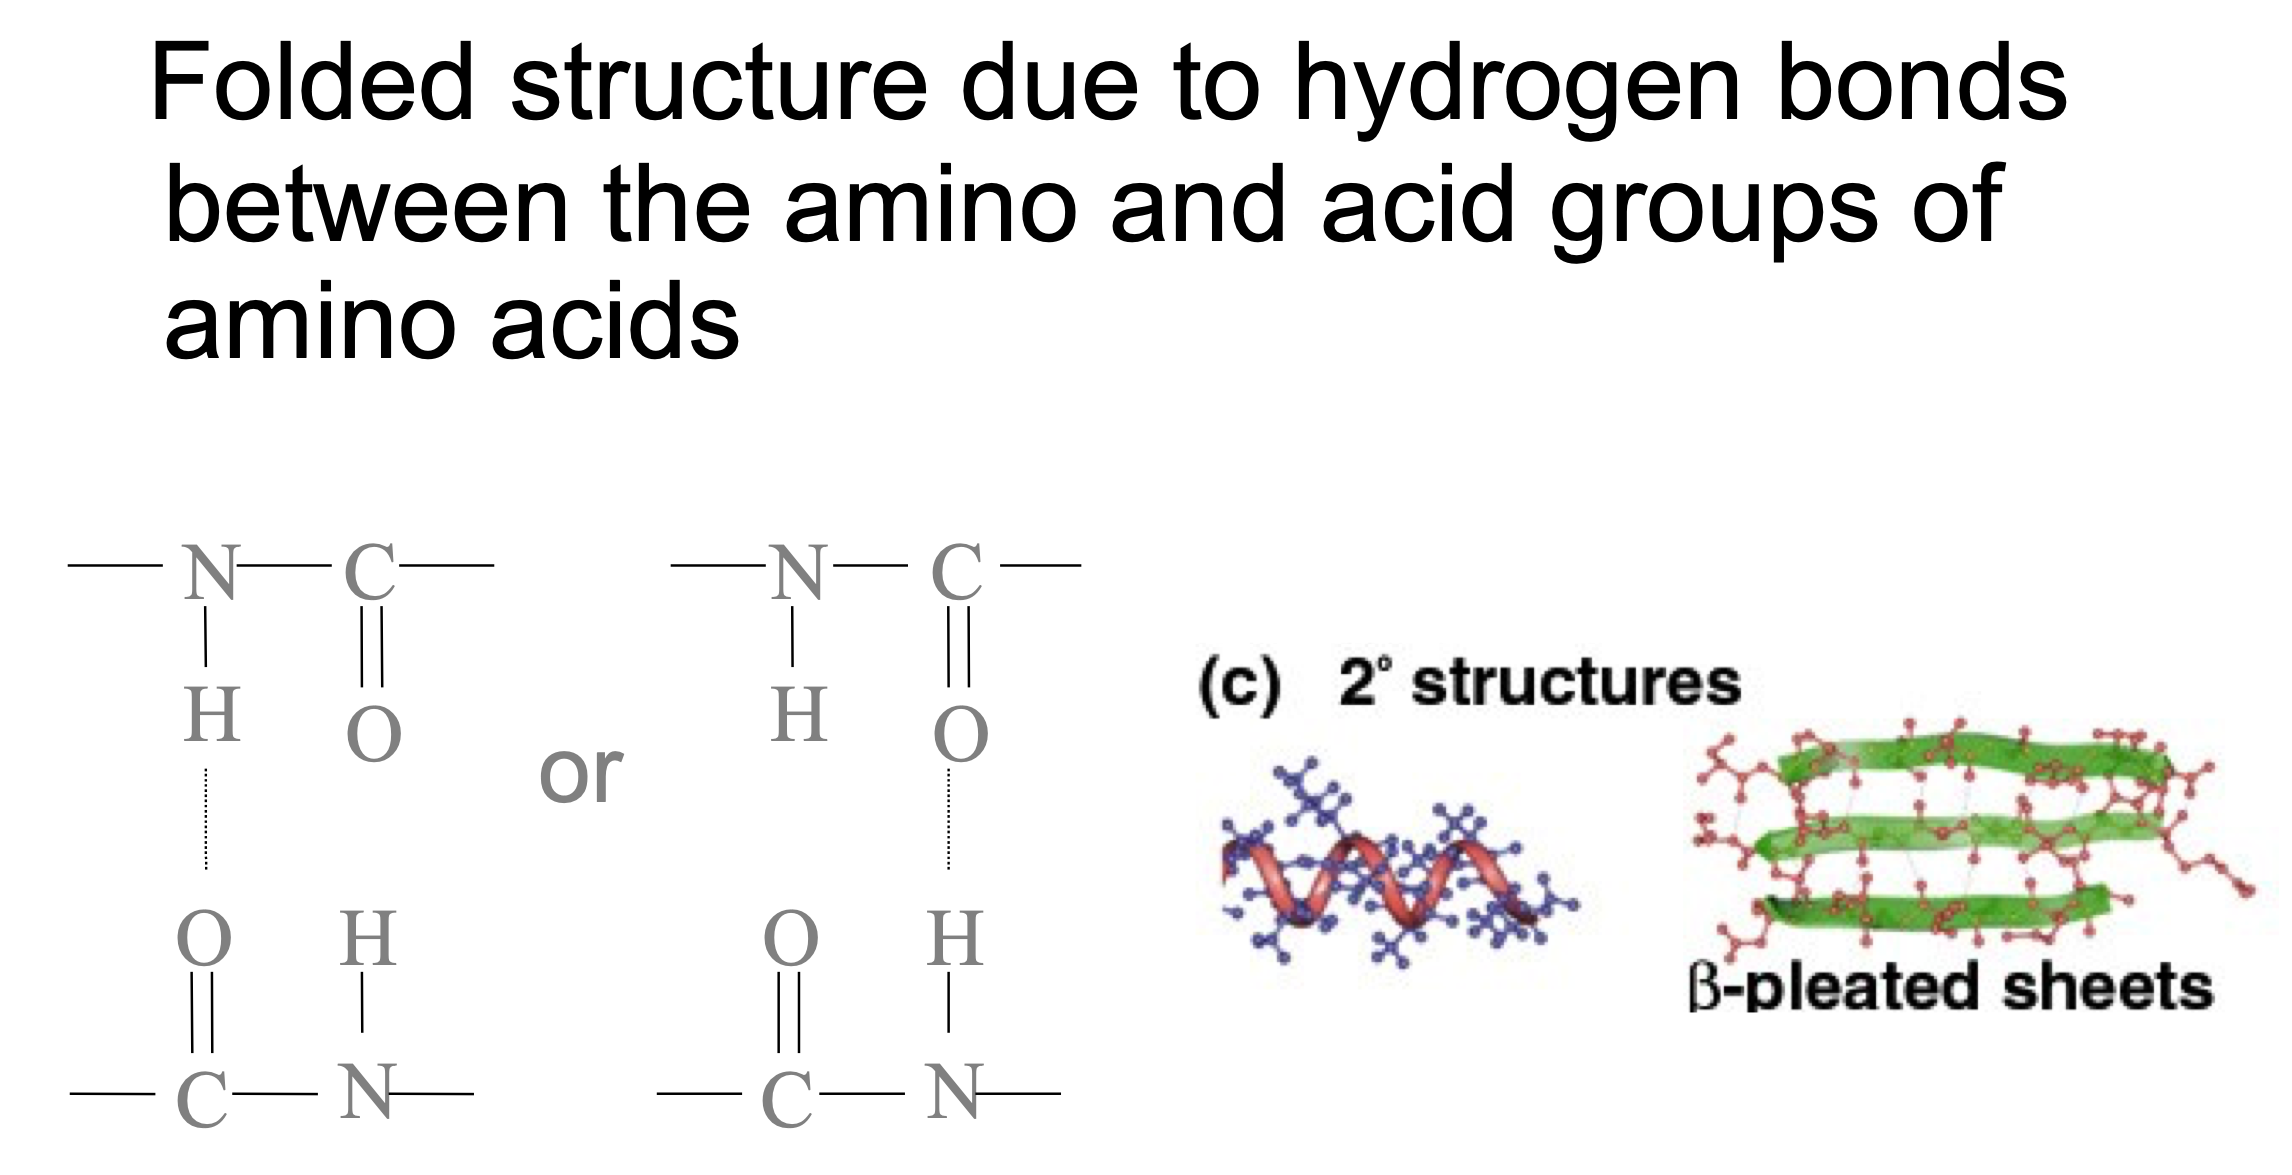 Folded structure due to hydrogen bonds
between the amino and acid groups of
amino acids
N C
H O
or
O H
C N
N C
H O
O H
C N
(c) 2° structures
β-pleated sheets